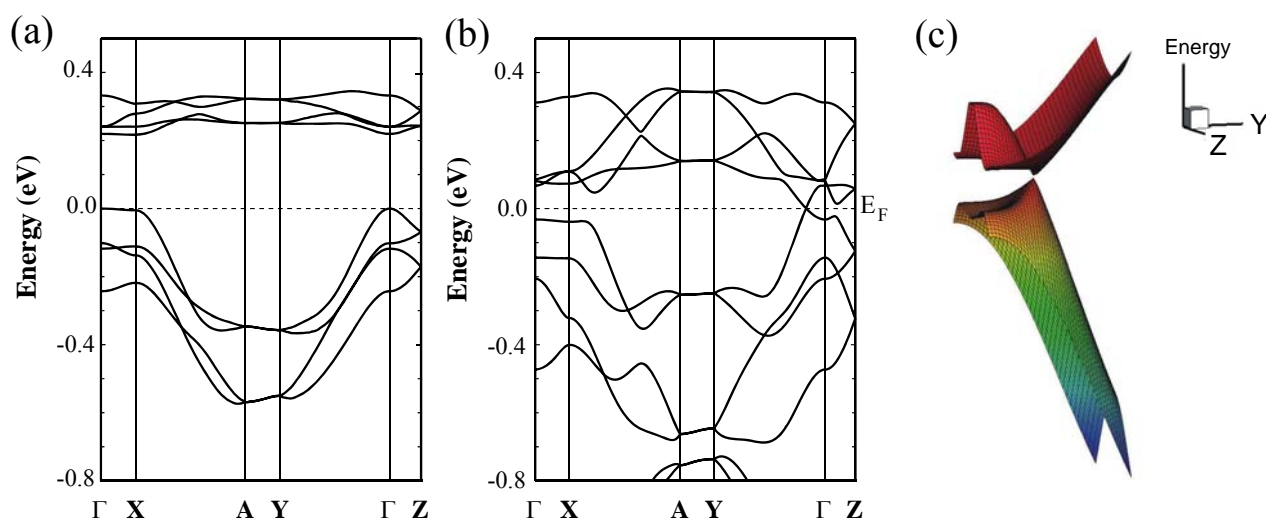 (a)
Energy (eV)
0.4
0.0
-0.4
-0.8
Γ X A Y Γ Z
(b)
Energy (eV)
0.4
0.0
-0.4
-0.8
E_F
Γ X A Y Γ Z
(c)
Energy
Y
Z